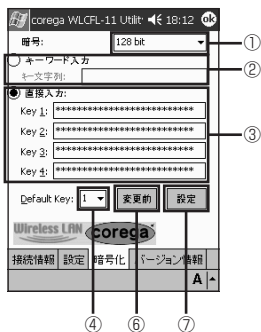 corega WLCFL-11 Utilit 18:12 ok
暗号: 128 bit ①
キーワード入力 ②
キー文字列:
直接入力:
Key 1: **************************
Key 2: **************************
Key 3: **************************
Key 4: **************************
③
Default Key: 1 変更前 設定
Wireless LAN corega
接続情報 設定 暗号化 バージョン情報
A
④ ⑥ ⑦